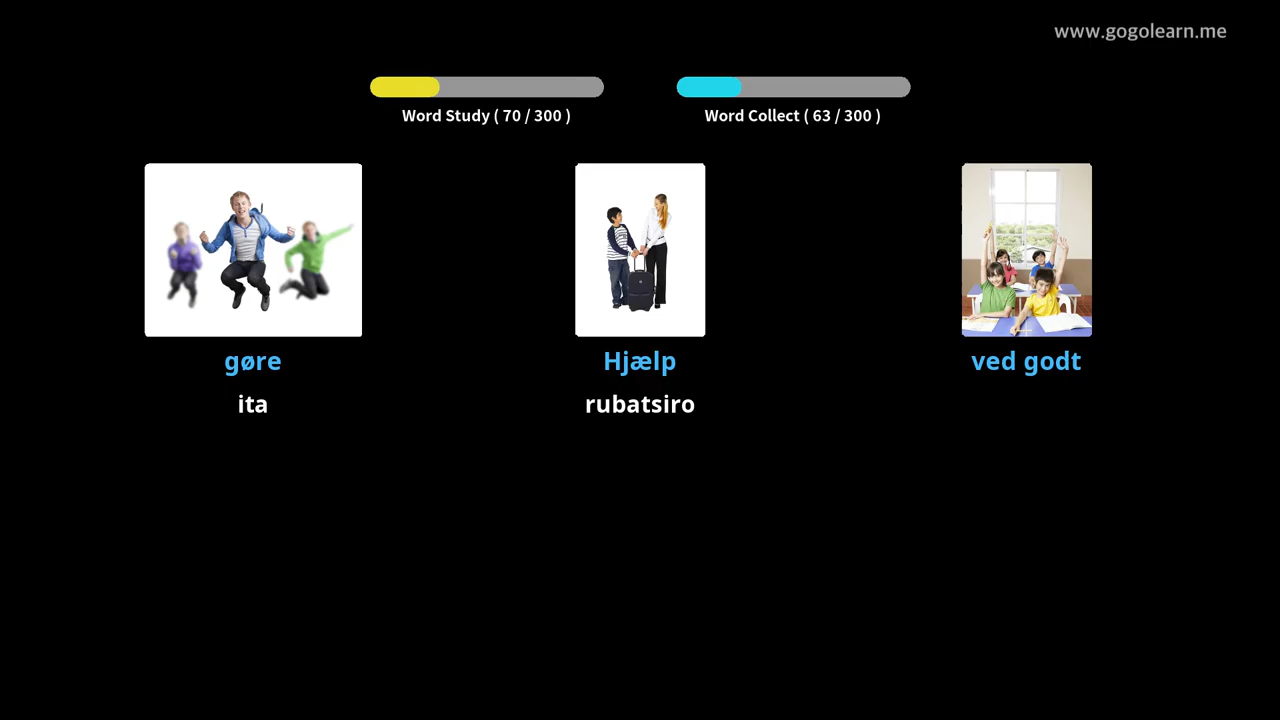 www.gogolearn.me
Word Study ( 70 / 300 )
Word Collect ( 63 / 300 )
gøre
Hjælp
ved godt
ita
rubatsiro